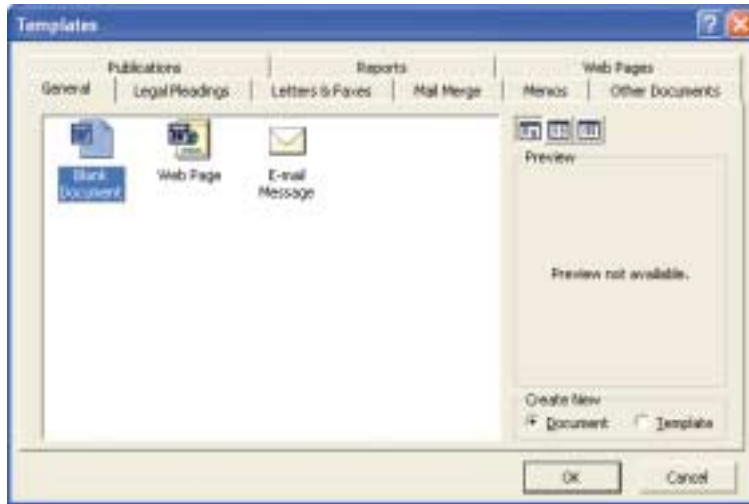 Templates
Publications Reports Web Pages
General Legal Pleadings Letters & Faxes Mail Merge Memos Other Documents
Blank Document
Web Page
E-mail Message
Preview
Preview not available.
Create New
Document Template
OK Cancel